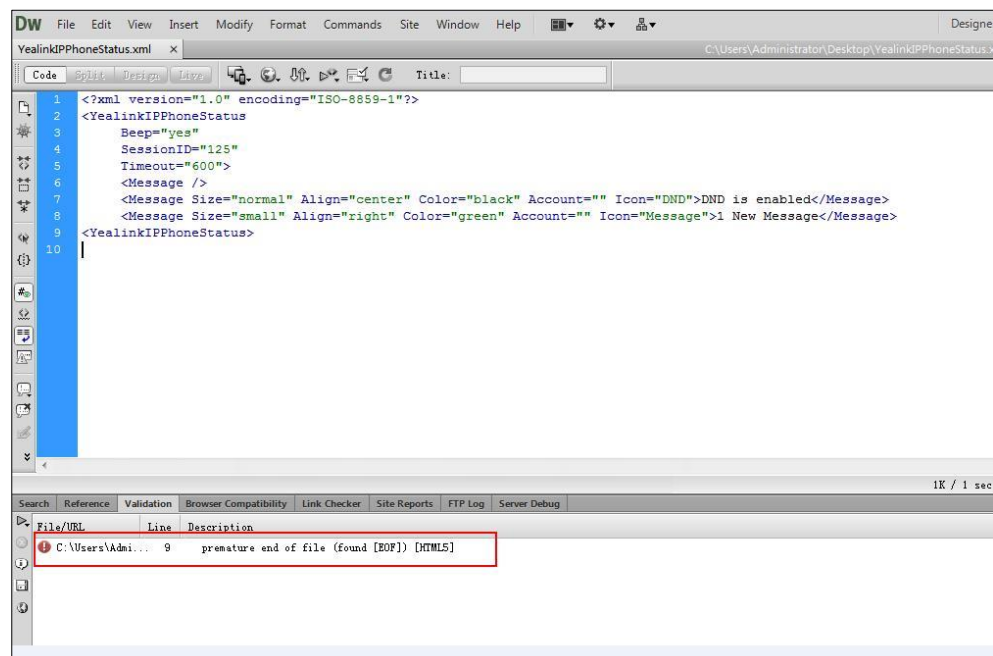 DW File Edit View Insert Modify Format Commands Site Window Help Designe
YealinkIPPhoneStatus.xml × C:\Users\Administrator\Desktop\YealinkIPPhoneStatus.x
Code Split Design Live Title:
1 <?xml version="1.0" encoding="ISO-8859-1"?>
2 <YealinkIPPhoneStatus
3 Beep="yes"
4 SessionID="125"
5 Timeout="600">
6 <Message />
7 <Message Size="normal" Align="center" Color="black" Account="" Icon="DND">DND is enabled</Message>
8 <Message Size="small" Align="right" Color="green" Account="" Icon="Message">1 New Message</Message>
9 <YealinkIPPhoneStatus>
10
1K / 1 sec
Search Reference Validation Browser Compatibility Link Checker Site Reports FTP Log Server Debug
File/URL Line Description
C:\Users\Admi... 9 premature end of file (found [EOF]) [HTML5]